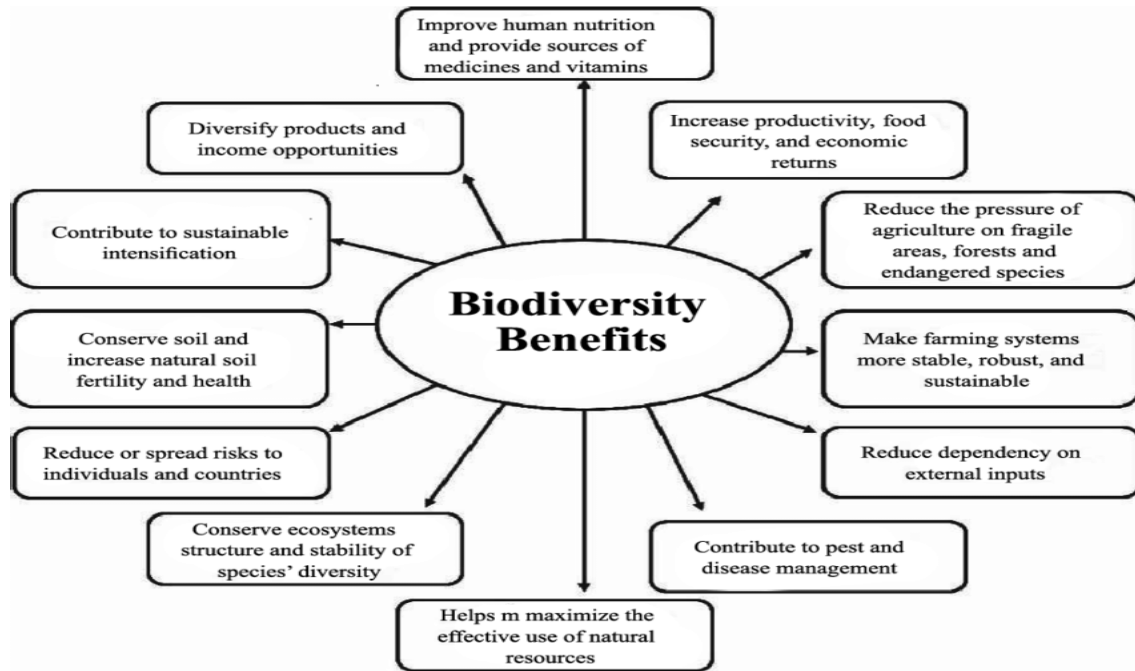 Improve human nutrition
and provide sources of
medicines and vitamins
Increase productivity, food
security, and economic
returns
Reduce the pressure of
agriculture on fragile
areas, forests and
endangered species
Make farming systems
more stable, robust, and
sustainable
Reduce dependency on
external inputs
Contribute to pest and
disease management
Helps m maximize the
effective use of natural
resources
Conserve ecosystems
structure and stability of
species’ diversity
Reduce or spread risks to
individuals and countries
Conserve soil and
increase natural soil
fertility and health
Contribute to sustainable
intensification
Diversify products and
income opportunities
Biodiversity
Benefits